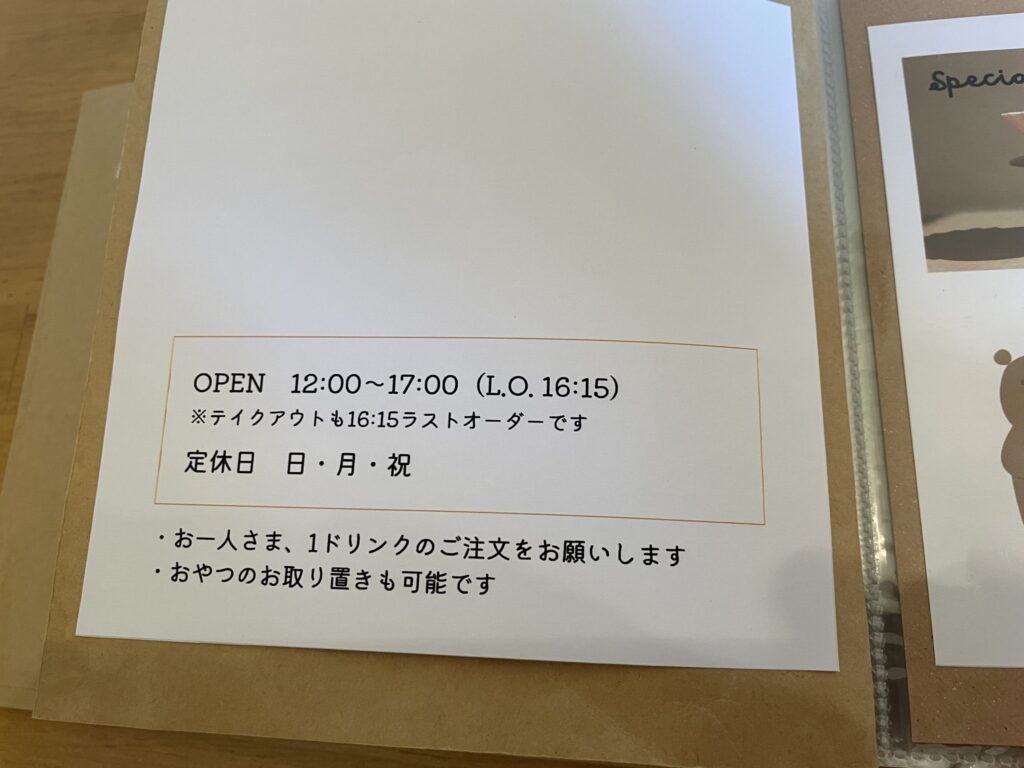 OPEN 12:00〜17:00 (L.O. 16:15)
※テイクアウトも16:15ラストオーダーです
定休日 日・月・祝
・お一人さま、1ドリンクのご注文をお願いします
・おやつのお取り置きも可能です